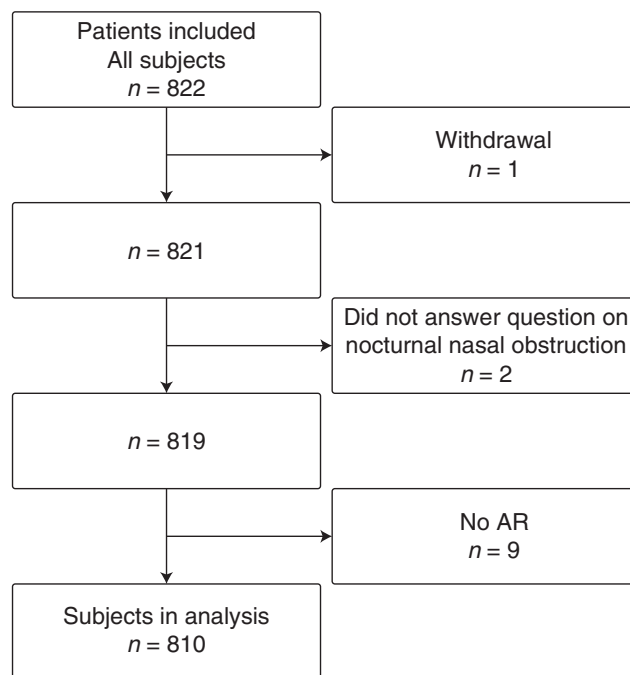 Patients included
All subjects
n = 822
Withdrawal
n = 1
n = 821
Did not answer question on
nocturnal nasal obstruction
n = 2
n = 819
No AR
n = 9
Subjects in analysis
n = 810